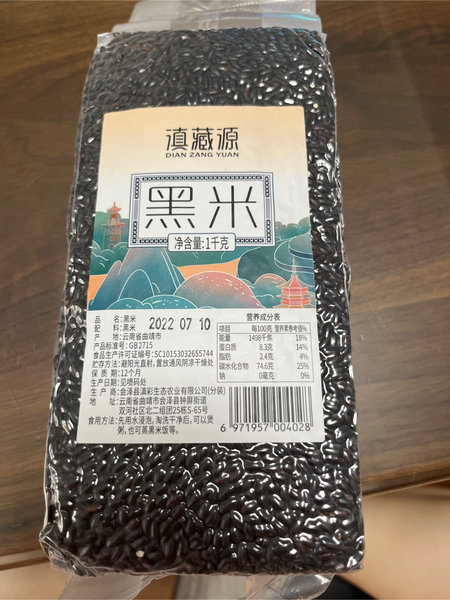 滇藏源
DIAN ZANG YUAN
黑米
净含量:1千克
品名:黑米
配料:黑米
2022 07 10
产地:云南省曲靖市
产品标准号:GB2715
食品生产许可证编号:SC10153032655744
贮存方法:避阳光直射,置放通风阴凉干燥处
保质期:12个月
生产日期:见喷码处
生产商:会泽县滇彩生态农业有限公司(分装)
地址:云南省曲靖市会泽县钟屏街道
双河社区北二组团25栋S-65号
食用方法:先用水浸泡,淘洗干净后,可以煲
粥,也可蒸黑米饭等。
营养成分表
项目 每100克 营养素参考值%
能量 1498千焦 18%
蛋白质 8.3克 14%
脂肪 2.4克 4%
碳水化合物 74.6克 25%
钠 0毫克 0%
6 971957 004028